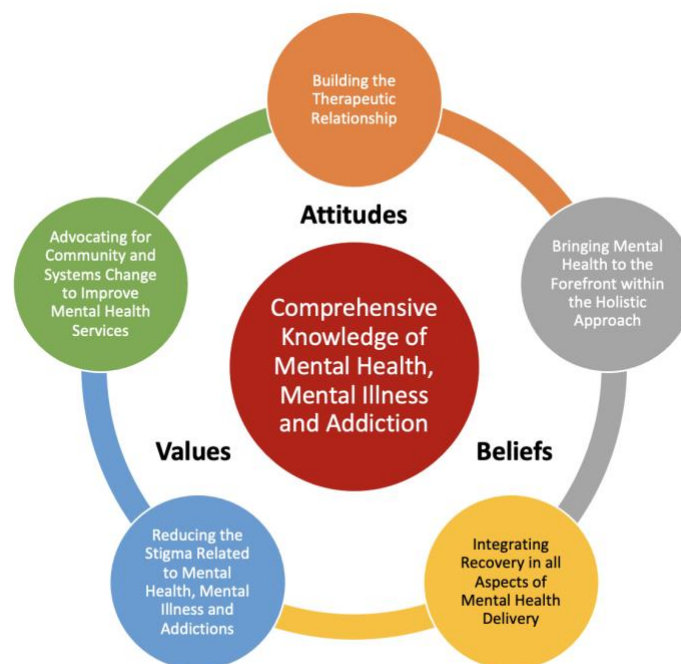 Building the
Therapeutic
Relationship
Attitudes
Advocating for
Community and
Systems Change
to Improve
Mental Health
Services
Bringing Mental
Health to the
Forefront within
the Holistic
Approach
Comprehensive
Knowledge of
Mental Health,
Mental Illness
and Addiction
Values
Beliefs
Reducing the
Stigma Related
to Mental
Health, Mental
Illness and
Addictions
Integrating
Recovery in all
Aspects of
Mental Health
Delivery